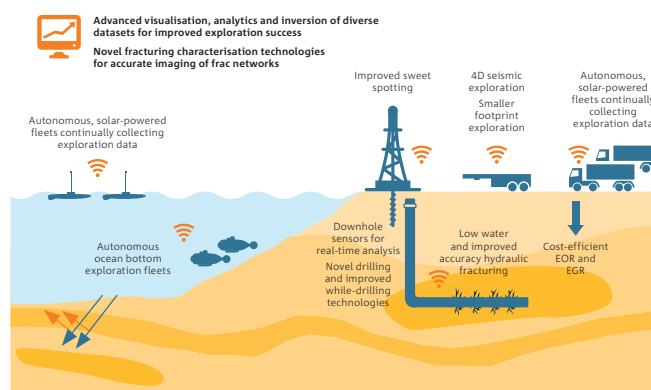 Advanced visualisation, analytics and inversion of diverse
datasets for improved exploration success
Novel fracturing characterisation technologies
for accurate imaging of frac networks
Improved sweet
spotting
4D seismic
exploration
Smaller
footprint
exploration
Autonomous,
solar-powered
fleets continually
collecting
exploration data
Autonomous, solar-powered
fleets continually collecting
exploration data
Autonomous
ocean bottom
exploration fleets
Downhole
sensors for
real-time analysis
Novel drilling
and improved
while-drilling
technologies
Low water
and improved
accuracy hydraulic
fracturing
Cost-efficient
EOR and
EGR